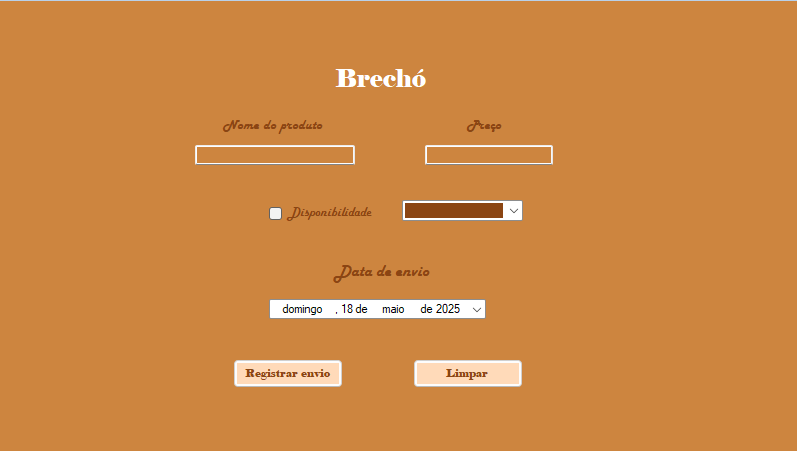 Brechó
Nome do produto
Preço
Disponibilidade
Data de envio
domingo , 18 de maio de 2025
Registrar envio
Limpar